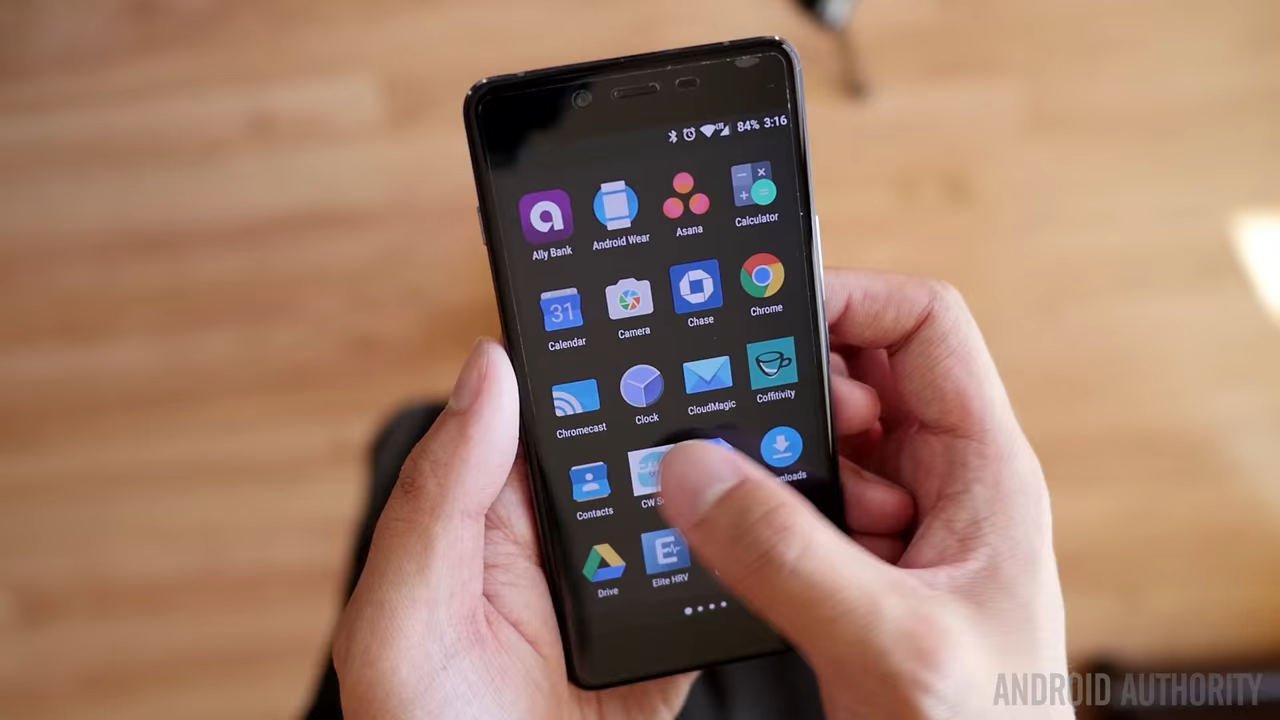 84% 3:16
Ally Bank
Android Wear
Asana
Calculator
31
Calendar
Camera
Chase
Chrome
Chromecast
Clock
CloudMagic
Coffitivity
Contacts
CW
Drive
E
Elite HRV
ANDROID AUTHORITY